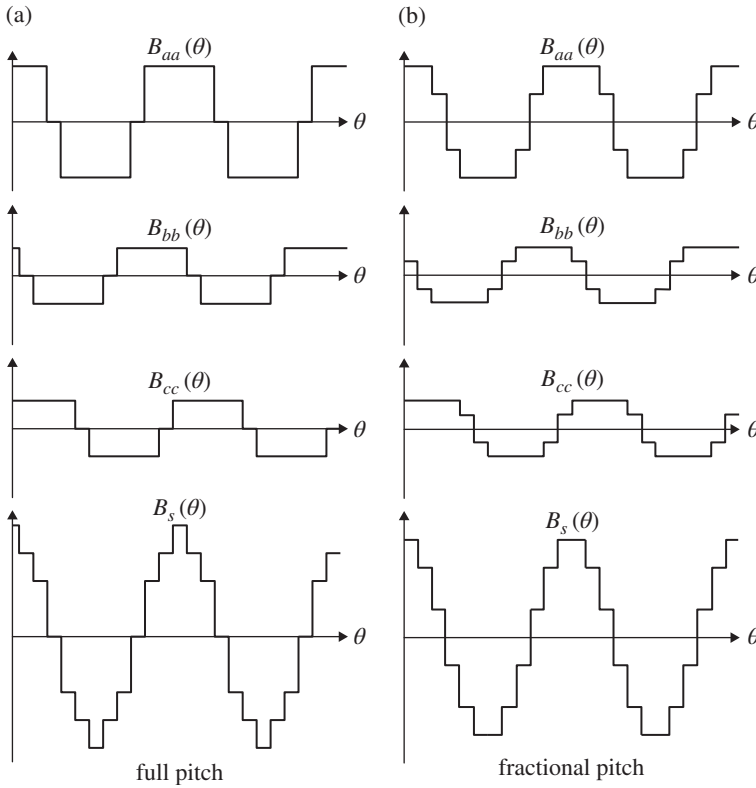 (a)
B_aa (θ)
θ
B_bb (θ)
θ
B_cc (θ)
θ
B_s (θ)
θ
full pitch
(b)
B_aa (θ)
θ
B_bb (θ)
θ
B_cc (θ)
θ
B_s (θ)
θ
fractional pitch